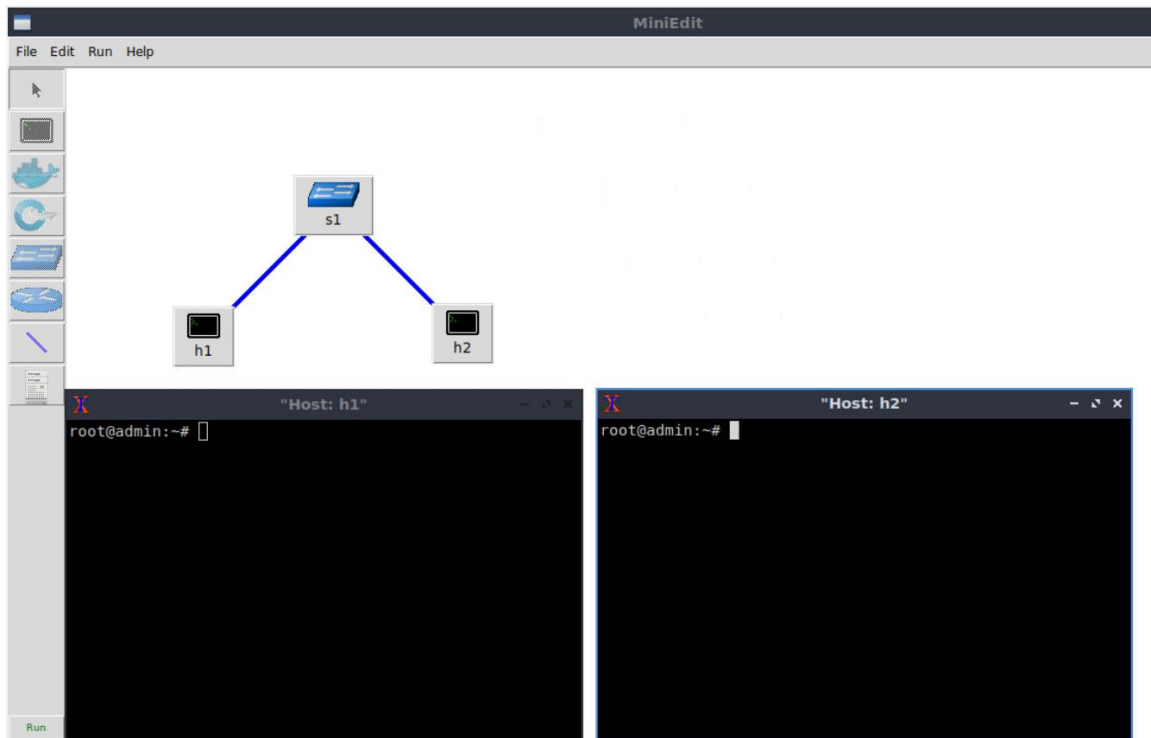 MiniEdit
File Edit Run Help
s1
h1
h2
"Host: h1"
root@admin:~#
"Host: h2"
root@admin:~#
Run